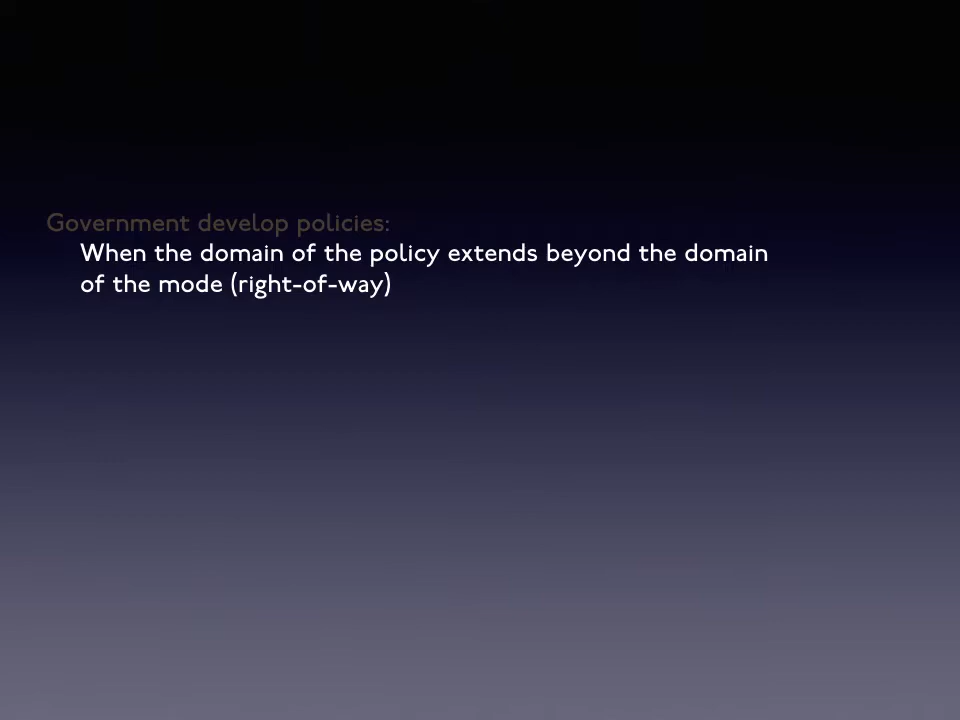 Government develop policies:
When the domain of the policy extends beyond the domain
of the mode (right-of-way)